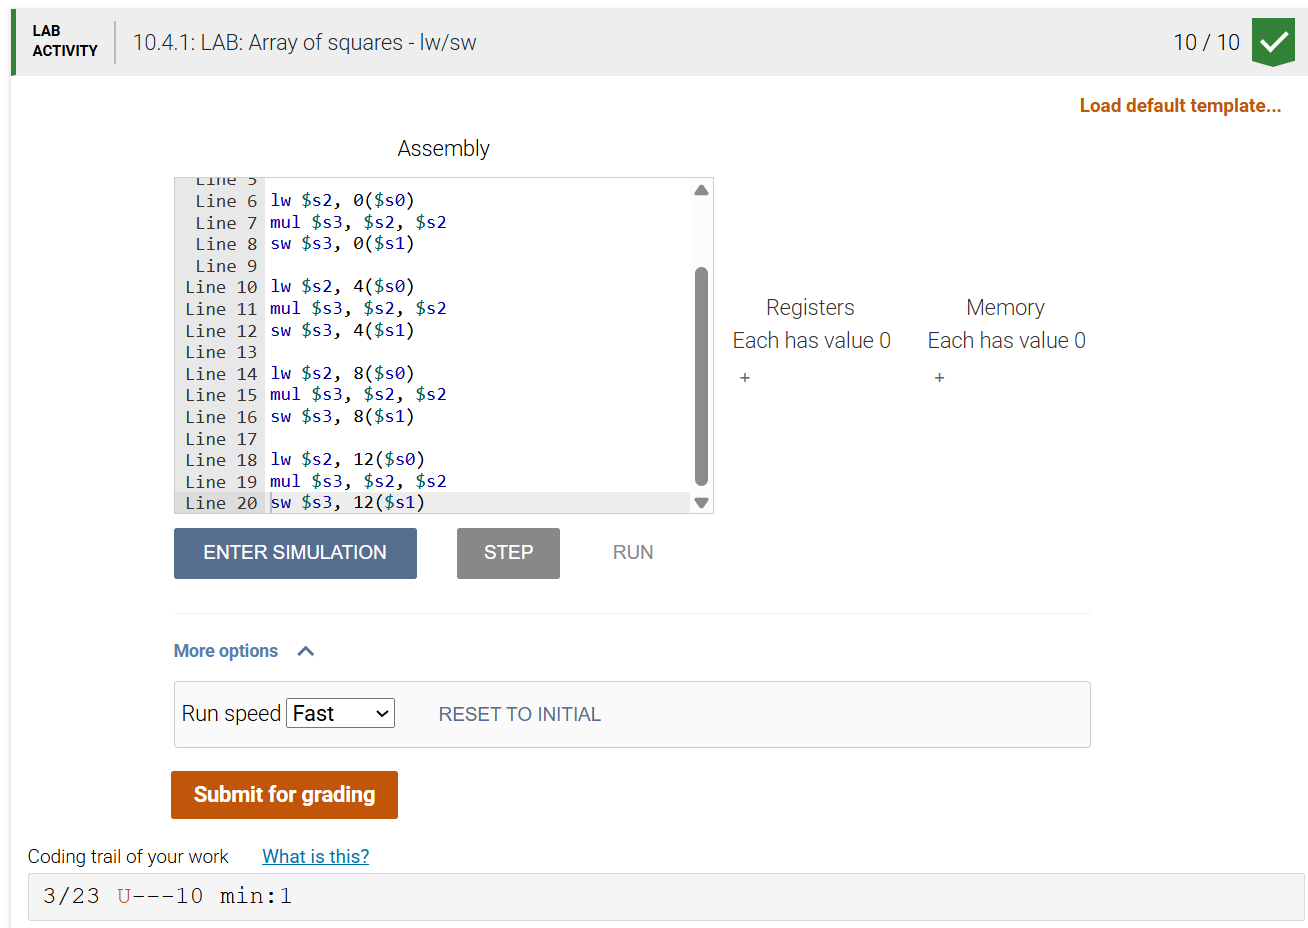 LAB
ACTIVITY
10.4.1: LAB: Array of squares - lw/sw
10 / 10
Load default template...
Assembly
Line 5
Line 6 lw $s2, 0($s0)
Line 7 mul $s3, $s2, $s2
Line 8 sw $s3, 0($s1)
Line 9
Line 10 lw $s2, 4($s0)
Line 11 mul $s3, $s2, $s2
Line 12 sw $s3, 4($s1)
Line 13
Line 14 lw $s2, 8($s0)
Line 15 mul $s3, $s2, $s2
Line 16 sw $s3, 8($s1)
Line 17
Line 18 lw $s2, 12($s0)
Line 19 mul $s3, $s2, $s2
Line 20 sw $s3, 12($s1)
Registers
Each has value 0
+
Memory
Each has value 0
+
ENTER SIMULATION
STEP
RUN
More options
Run speed Fast
RESET TO INITIAL
Submit for grading
Coding trail of your work What is this?
3/23 U---10 min:1